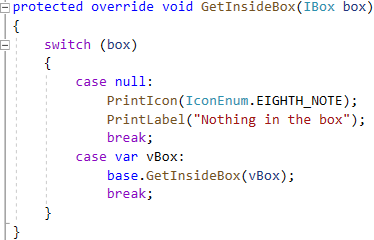 protected override void GetInsideBox(IBox box)
{
    switch (box)
    {
        case null:
            PrintIcon(IconEnum.EIGHTH_NOTE);
            PrintLabel("Nothing in the box");
            break;
        case var vBox:
            base.GetInsideBox(vBox);
            break;
    }
}